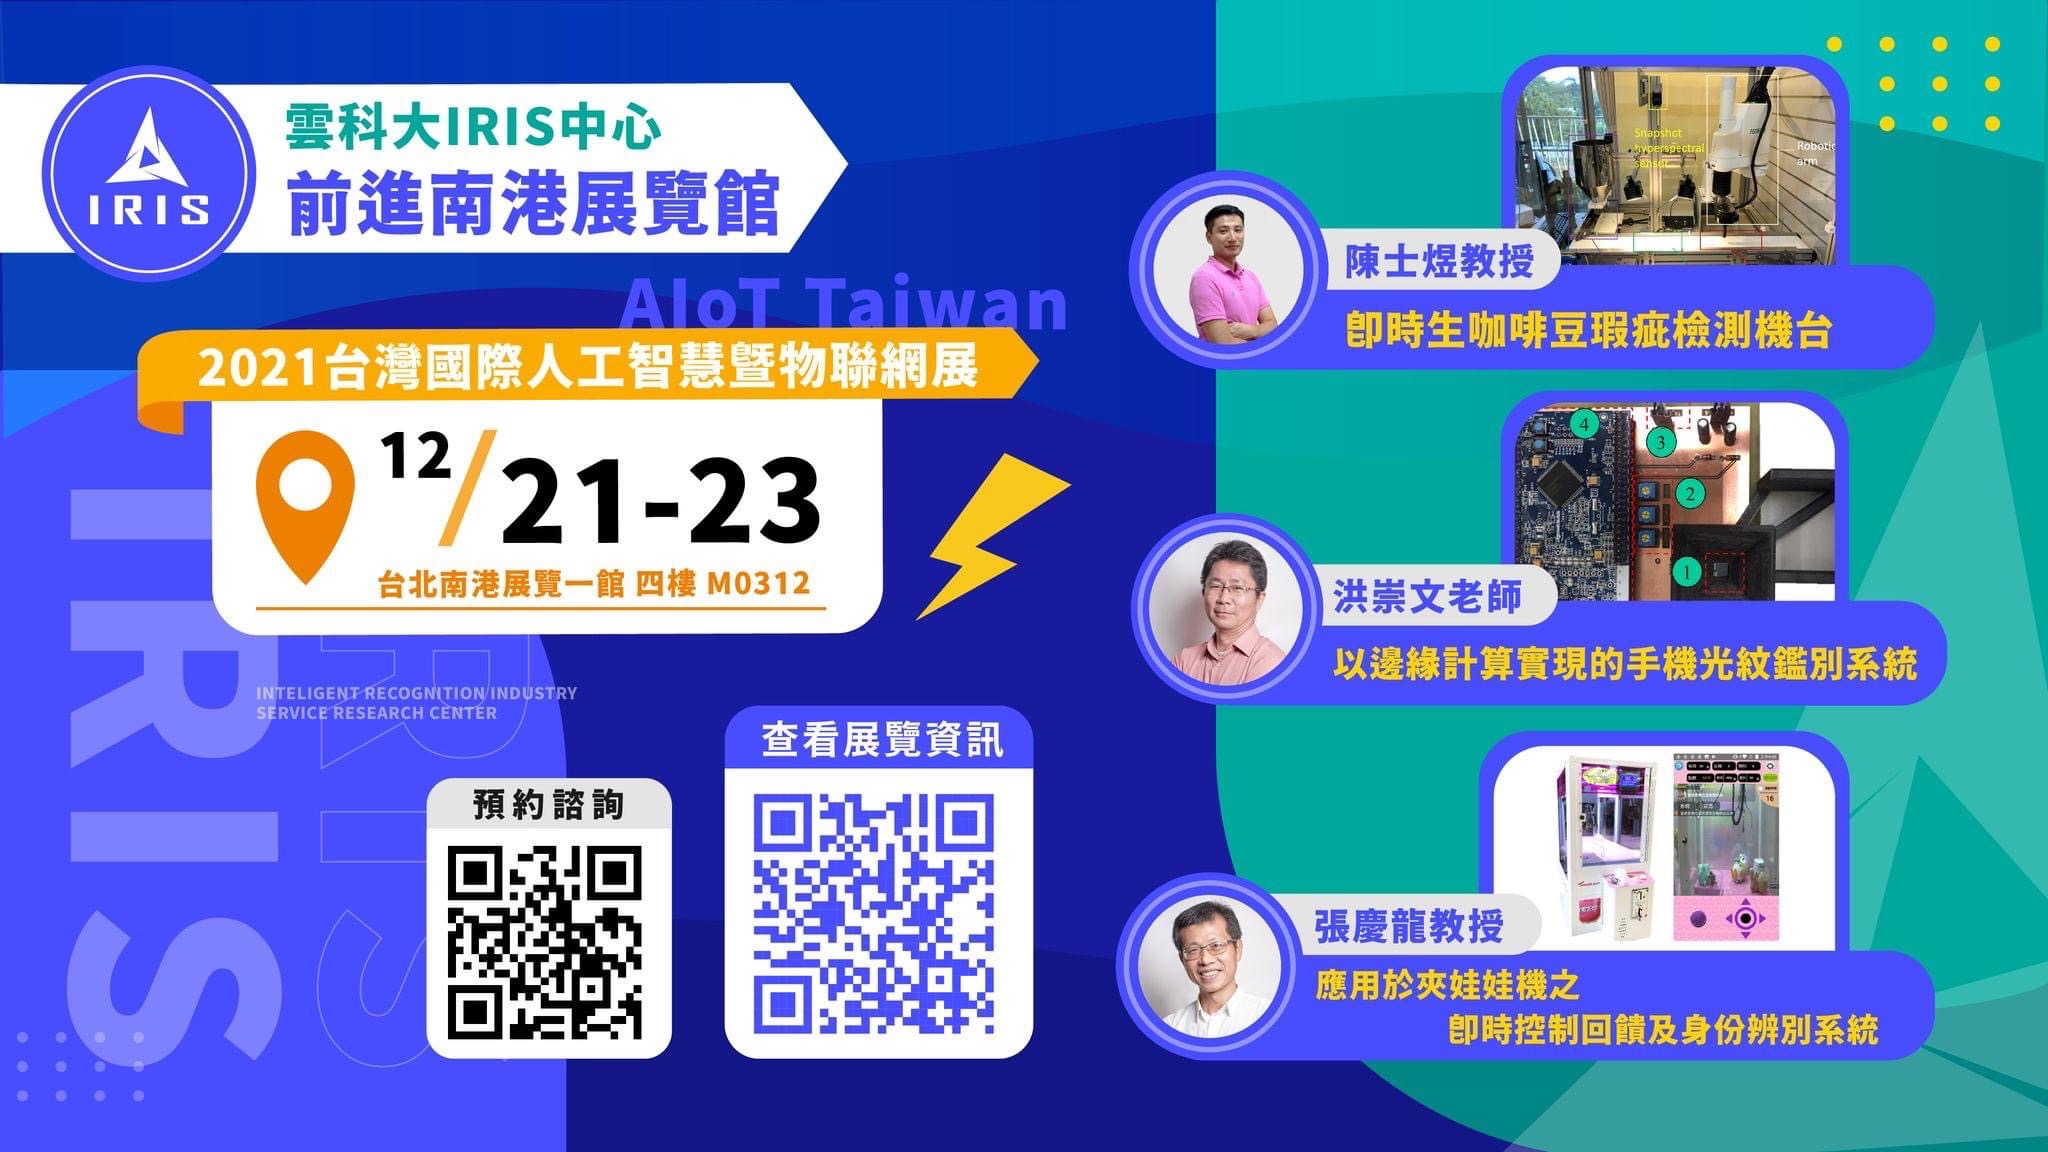 IRIS
雲科大IRIS中心
前進南港展覽館
AIoT Taiwan
2021台灣國際人工智慧暨物聯網展
12/21-23
台北南港展覽一館 四樓 M0312
IRIS
IRIS
INTELIGENT RECOGNITION INDUSTRY
SERVICE RESEARCH CENTER
預約諮詢
查看展覽資訊
Snapshot
hyperspectral
sensor
Robotic
arm
陳士煜教授
即時生咖啡豆瑕疵檢測機台
4
3
2
1
洪崇文老師
以邊緣計算實現的手機光紋鑑別系統
16
張慶龍教授
應用於夾娃娃機之
即時控制回饋及身份辨別系統